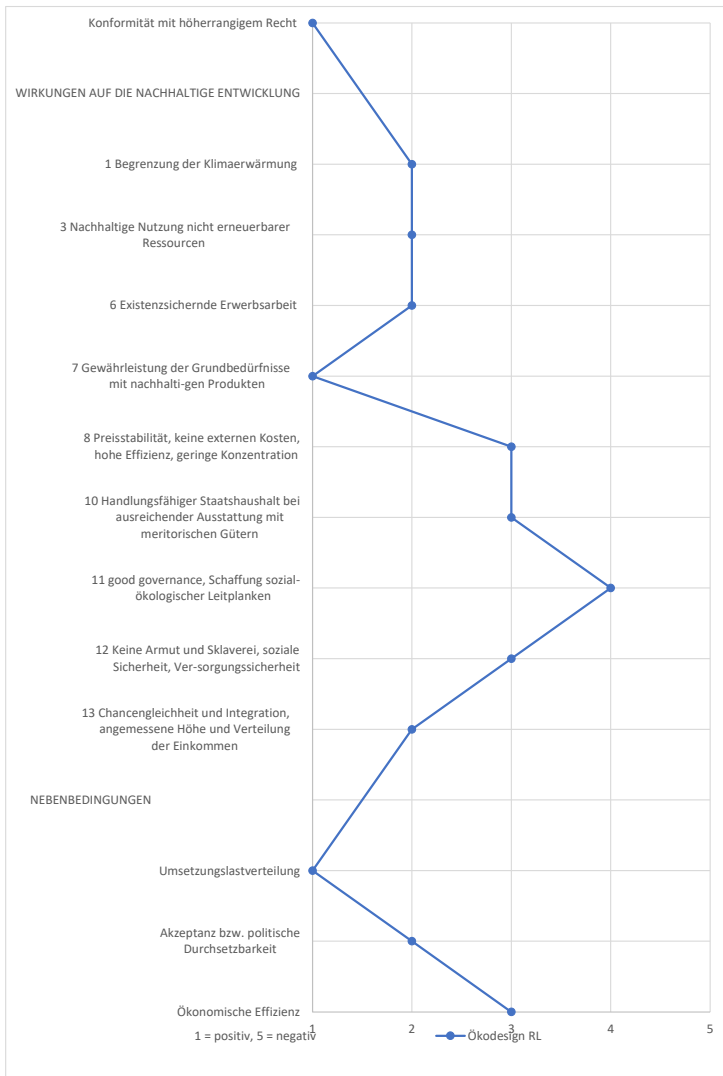 Konformität mit höherrangigem Recht
WIRKUNGEN AUF DIE NACHHALTIGE ENTWICKLUNG
1 Begrenzung der Klimaerwärmung
3 Nachhaltige Nutzung nicht erneuerbarer
Ressourcen
6 Existenzsichernde Erwerbsarbeit
7 Gewährleistung der Grundbedürfnisse
mit nachhalti-gen Produkten
8 Preisstabilität, keine externen Kosten,
hohe Effizienz, geringe Konzentration
10 Handlungsfähiger Staatshaushalt bei
ausreichender Ausstattung mit
meritorischen Gütern
11 good governance, Schaffung sozial-
ökologischer Leitplanken
12 Keine Armut und Sklaverei, soziale
Sicherheit, Ver-sorgungssicherheit
13 Chancengleichheit und Integration,
angemessene Höhe und Verteilung
der Einkommen
NEBENBEDINGUNGEN
Umsetzungslastverteilung
Akzeptanz bzw. politische
Durchsetzbarkeit
Ökonomische Effizienz
1 2 3 4 5
1 = positiv, 5 = negativ
Ökodesign RL